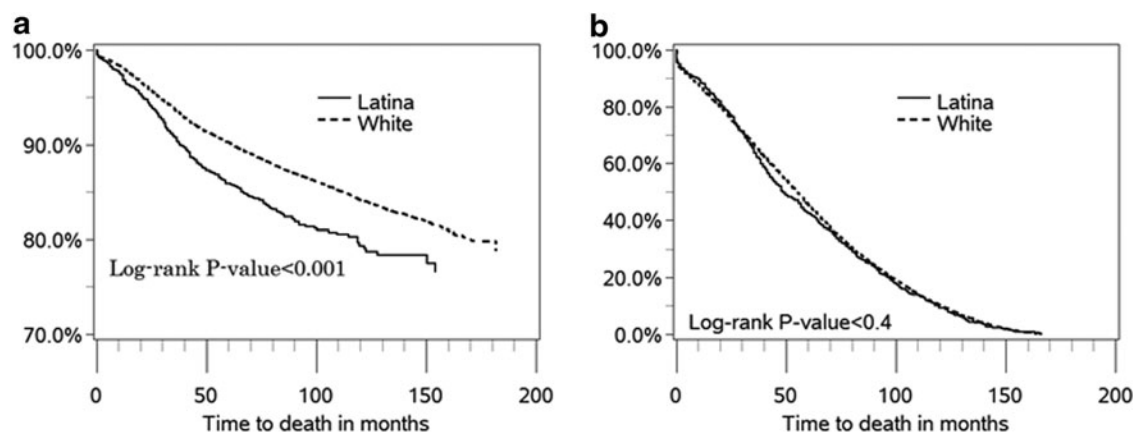 a
100.0%
90.0%
80.0%
70.0%
Latina
White
Log-rank P-value<0.001
0 50 100 150 200
Time to death in months
b
100.0%
80.0%
60.0%
40.0%
20.0%
0.0%
Latina
White
Log-rank P-value<0.4
0 50 100 150 200
Time to death in months